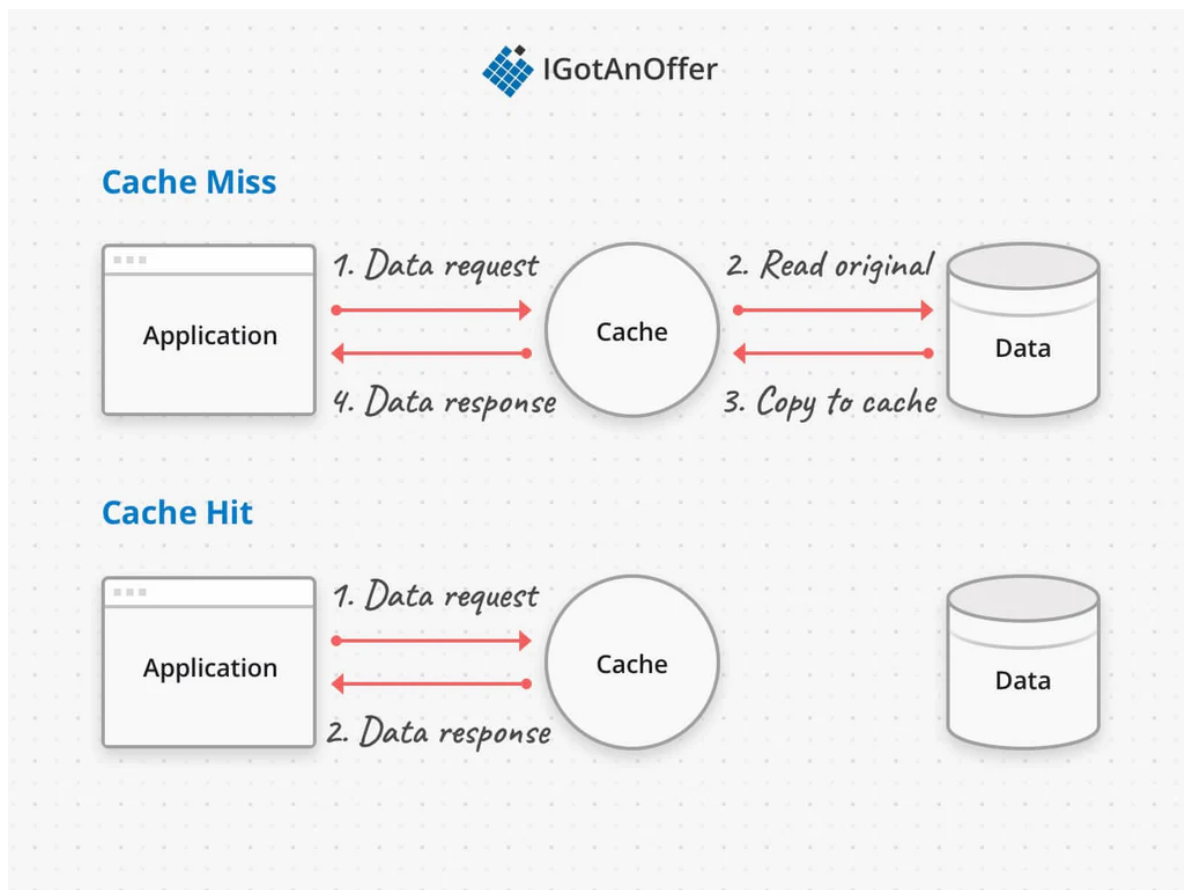 IGotAnOffer
Cache Miss
1. Data request
2. Read original
Application
Cache
Data
4. Data response
3. Copy to cache
Cache Hit
1. Data request
Application
Cache
Data
2. Data response